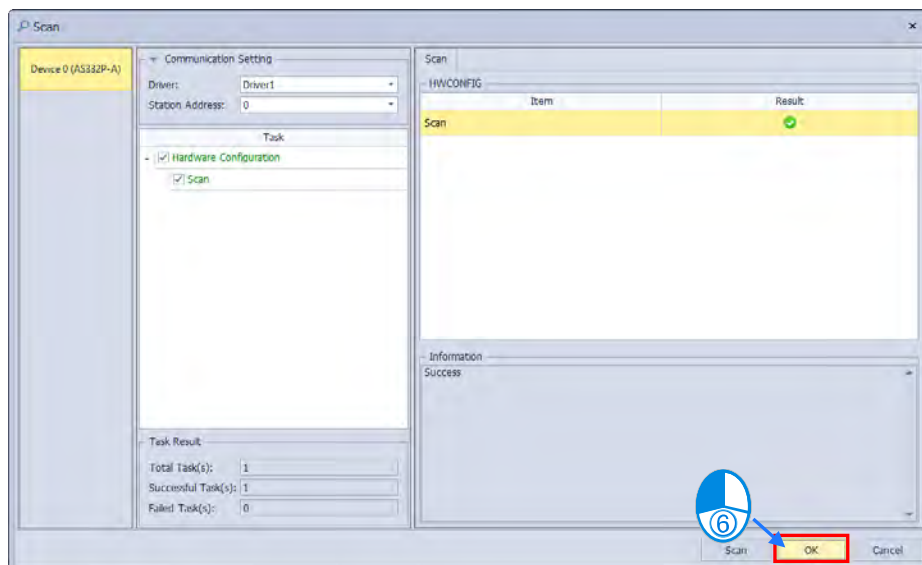 Scan
Device 0 (AS332P-A)
Communication Setting
Driver: Driver1
Station Address: 0
Task
Hardware Configuration
Scan
Task Result
Total Task(s): 1
Successful Task(s): 1
Failed Task(s): 0
Scan
HWCONFIG
Item Result
Scan
Information
Success
6
Scan OK Cancel